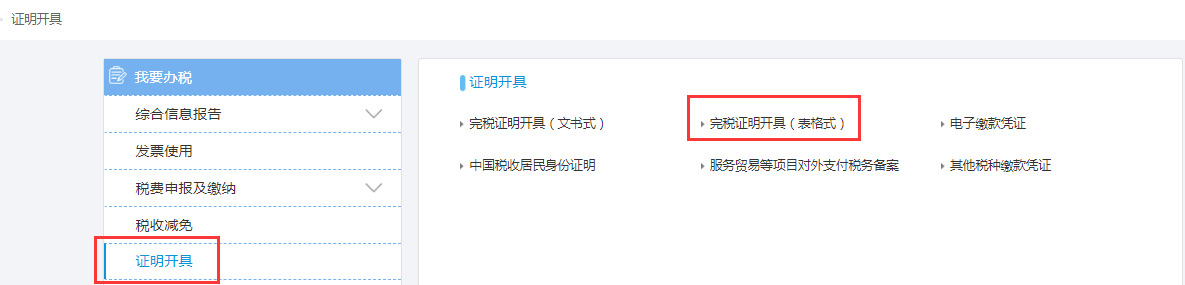 证明开具
我要办税
综合信息报告
发票使用
税费申报及缴纳
税收减免
证明开具
证明开具
完税证明开具（文书式）
完税证明开具（表格式）
电子缴款凭证
中国税收居民身份证明
服务贸易等项目对外支付税务备案
其他税种缴款凭证